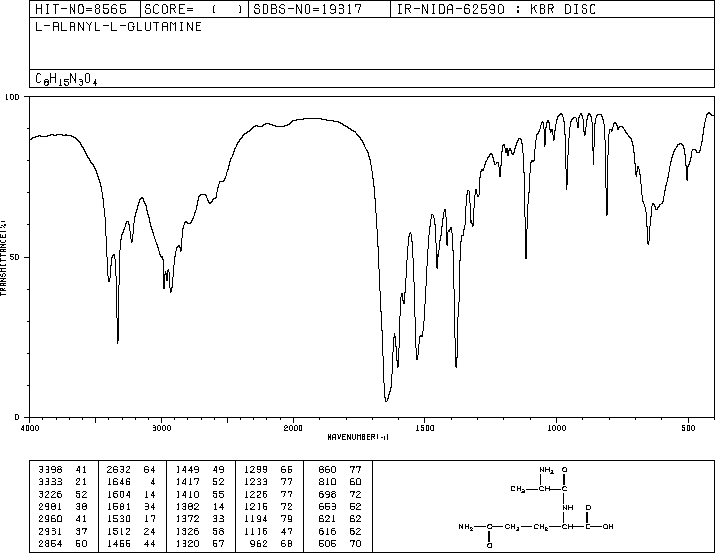 HIT-NO=8565 SCORE= ( ) SDBS-NO=19317 IR-NIDA-62590 : KBR DISC
L-ALANYL-L-GLUTAMINE
C8H15N3O4
100
50
0
TRANSMITTANCE(%)
4000 3000 2000 1500 1000 500
WAVENUMBER(-1)
3398 41 2632 64 1449 49 1299 66 860 77
3333 21 1646 4 1417 52 1233 77 810 60
3226 52 1604 14 1410 55 1226 77 698 72
2981 38 1581 34 1382 14 1216 72 653 52
2960 41 1530 17 1372 33 1194 79 621 62
2931 37 1512 24 1326 58 1116 47 616 62
2854 50 1456 44 1320 57 962 68 505 70
NH2 O
CH3 CH C
NH O
NH2 C CH2 CH2 CH C OH
O